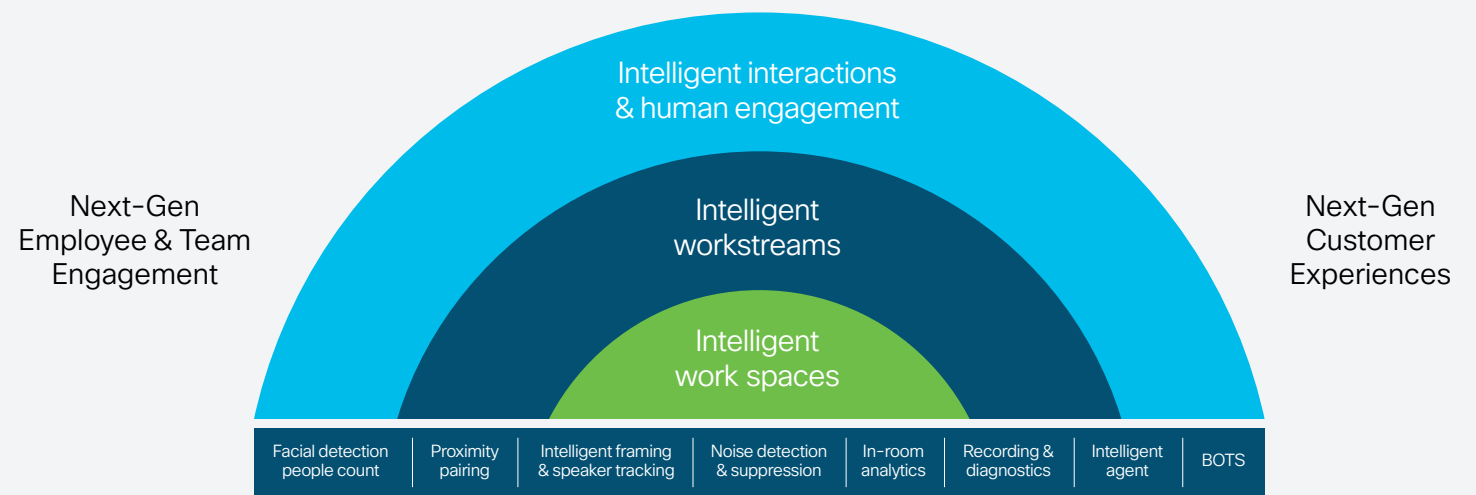 Intelligent interactions
& human engagement
Next-Gen
Employee & Team
Engagement
Intelligent
workstreams
Next-Gen
Customer
Experiences
Intelligent
work spaces
Facial detection
people count
Proximity
pairing
Intelligent framing
& speaker tracking
Noise detection
& suppression
In-room
analytics
Recording &
diagnostics
Intelligent
agent
BOTS